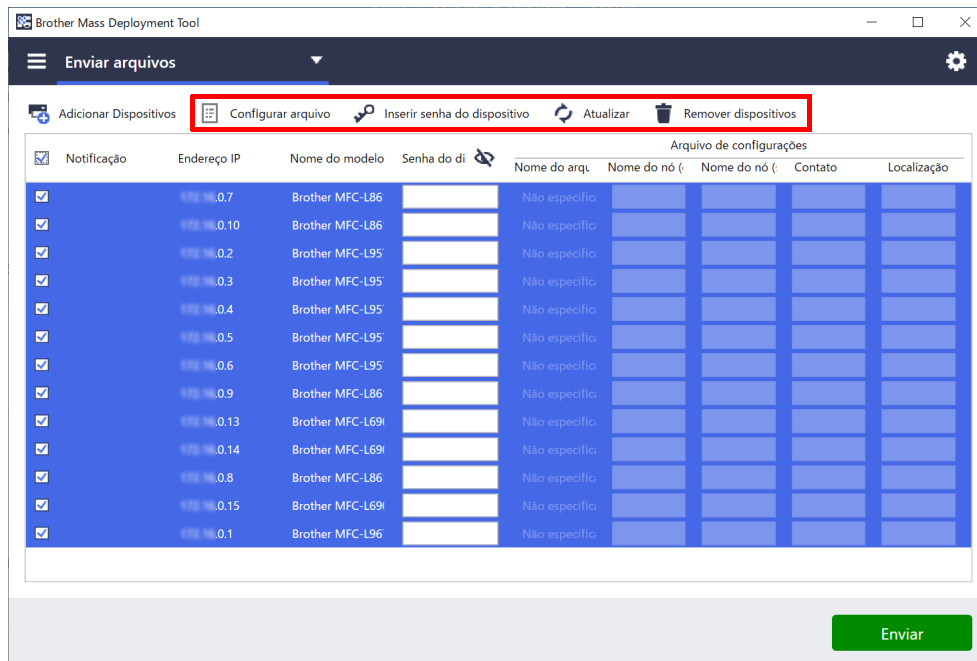 Brother Mass Deployment Tool
Enviar arquivos
Adicionar Dispositivos Configurar arquivo Inserir senha do dispositivo Atualizar Remover dispositivos
Arquivo de configurações
Notificação Endereço IP Nome do modelo Senha do di
Nome do arqu Nome do nó ( Nome do nó ( Contato Localização
.0.7 Brother MFC-L86 Não especifica
.0.10 Brother MFC-L86 Não especifica
.0.2 Brother MFC-L95 Não especifica
.0.3 Brother MFC-L95 Não especifica
.0.4 Brother MFC-L95 Não especifica
.0.5 Brother MFC-L95 Não especifica
.0.6 Brother MFC-L95 Não especifica
.0.9 Brother MFC-L86 Não especifica
.0.13 Brother MFC-L690 Não especifica
.0.14 Brother MFC-L690 Não especifica
.0.8 Brother MFC-L86 Não especifica
.0.15 Brother MFC-L690 Não especifica
.0.1 Brother MFC-L96 Não especifica
Enviar